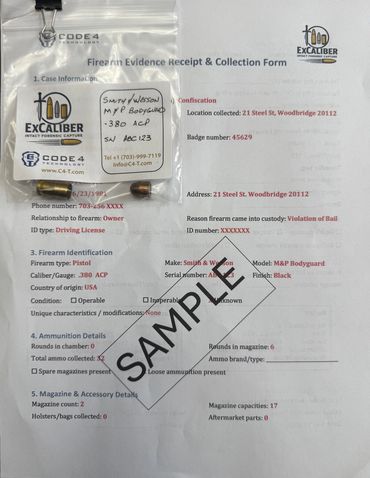 CODE 4
TECHNOLOGY
EXCALIBER
INTACT FORENSIC CAPTURE
Firearm Evidence Receipt & Collection Form
1. Case Information
Confiscation
Location collected: 21 Steel St, Woodbridge 20112
Badge number: 45629
EXCALIBER
INTACT FORENSIC CAPTURE
CODE 4
TECHNOLOGY
www.C4-T.com
SMITH & WESSON
M&P BODYGUARD
.380 ACP
SN ABC123
Tel +1 (703)-999-7119
Info@C4-T.com
Address: 21 Steel St. Woodbridge 20112
Phone number: 703-256-XXXX
Relationship to firearm: Owner
Reason firearm came into custody: Violation of Bail
ID type: Driving License
ID number: XXXXXXX
3. Firearm Identification
Firearm type: Pistol
Make: Smith & Wesson
Model: M&P Bodyguard
Caliber/Gauge: .380 ACP
Serial number:
Finish: Black
Country of origin: USA
Condition: ☐ Operable ☐ Inoperable Unknown
Unique characteristics / modifications: None
SAMPLE
4. Ammunition Details
Rounds in chamber: 0
Rounds in magazine: 6
Total ammo collected: 32
Ammo brand/type:
☐ Spare magazines present
Loose ammunition present
5. Magazine & Accessory Details
Magazine count: 2
Magazine capacities: 17
Holsters/bags collected: 0
Aftermarket parts: 0